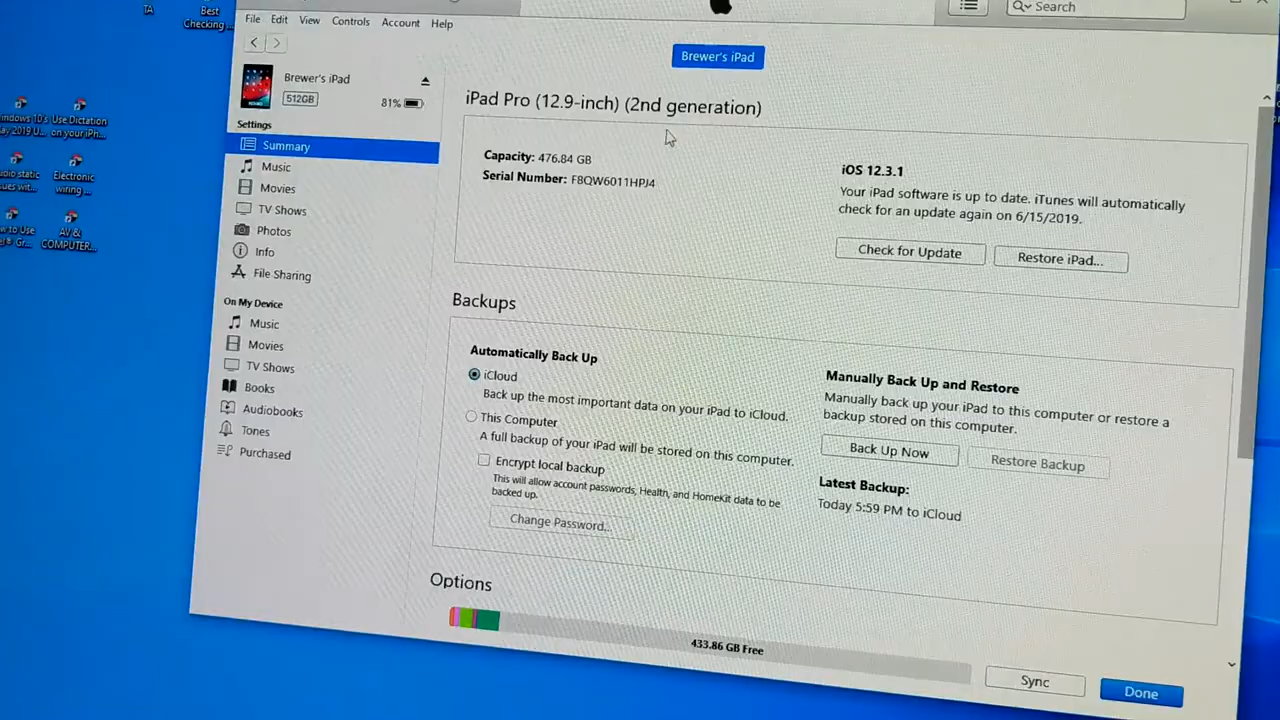 TA
Best
Checking ...
File Edit View Controls Account Help
Search
Brewer's iPad
Brewer's iPad
512GB
81%
Settings
Summary
Music
Movies
TV Shows
Photos
Info
File Sharing
On My Device
Music
Movies
TV Shows
Books
Audiobooks
Tones
Purchased
iPad Pro (12.9-inch) (2nd generation)
Capacity: 476.84 GB
Serial Number: F8QW6011HPJ4
iOS 12.3.1
Your iPad software is up to date. iTunes will automatically
check for an update again on 6/15/2019.
Check for Update
Restore iPad...
Backups
Automatically Back Up
iCloud
Back up the most important data on your iPad to iCloud.
This Computer
A full backup of your iPad will be stored on this computer.
Encrypt local backup
This will allow account passwords, Health, and HomeKit data to be
backed up.
Change Password...
Manually Back Up and Restore
Manually back up your iPad to this computer or restore a
backup stored on this computer.
Back Up Now
Restore Backup
Latest Backup:
Today 5:59 PM to iCloud
Options
433.86 GB Free
Sync
Done
Use Dictation
on your iPh...
Electronic
wiring ...
AV &
COMPUTER...